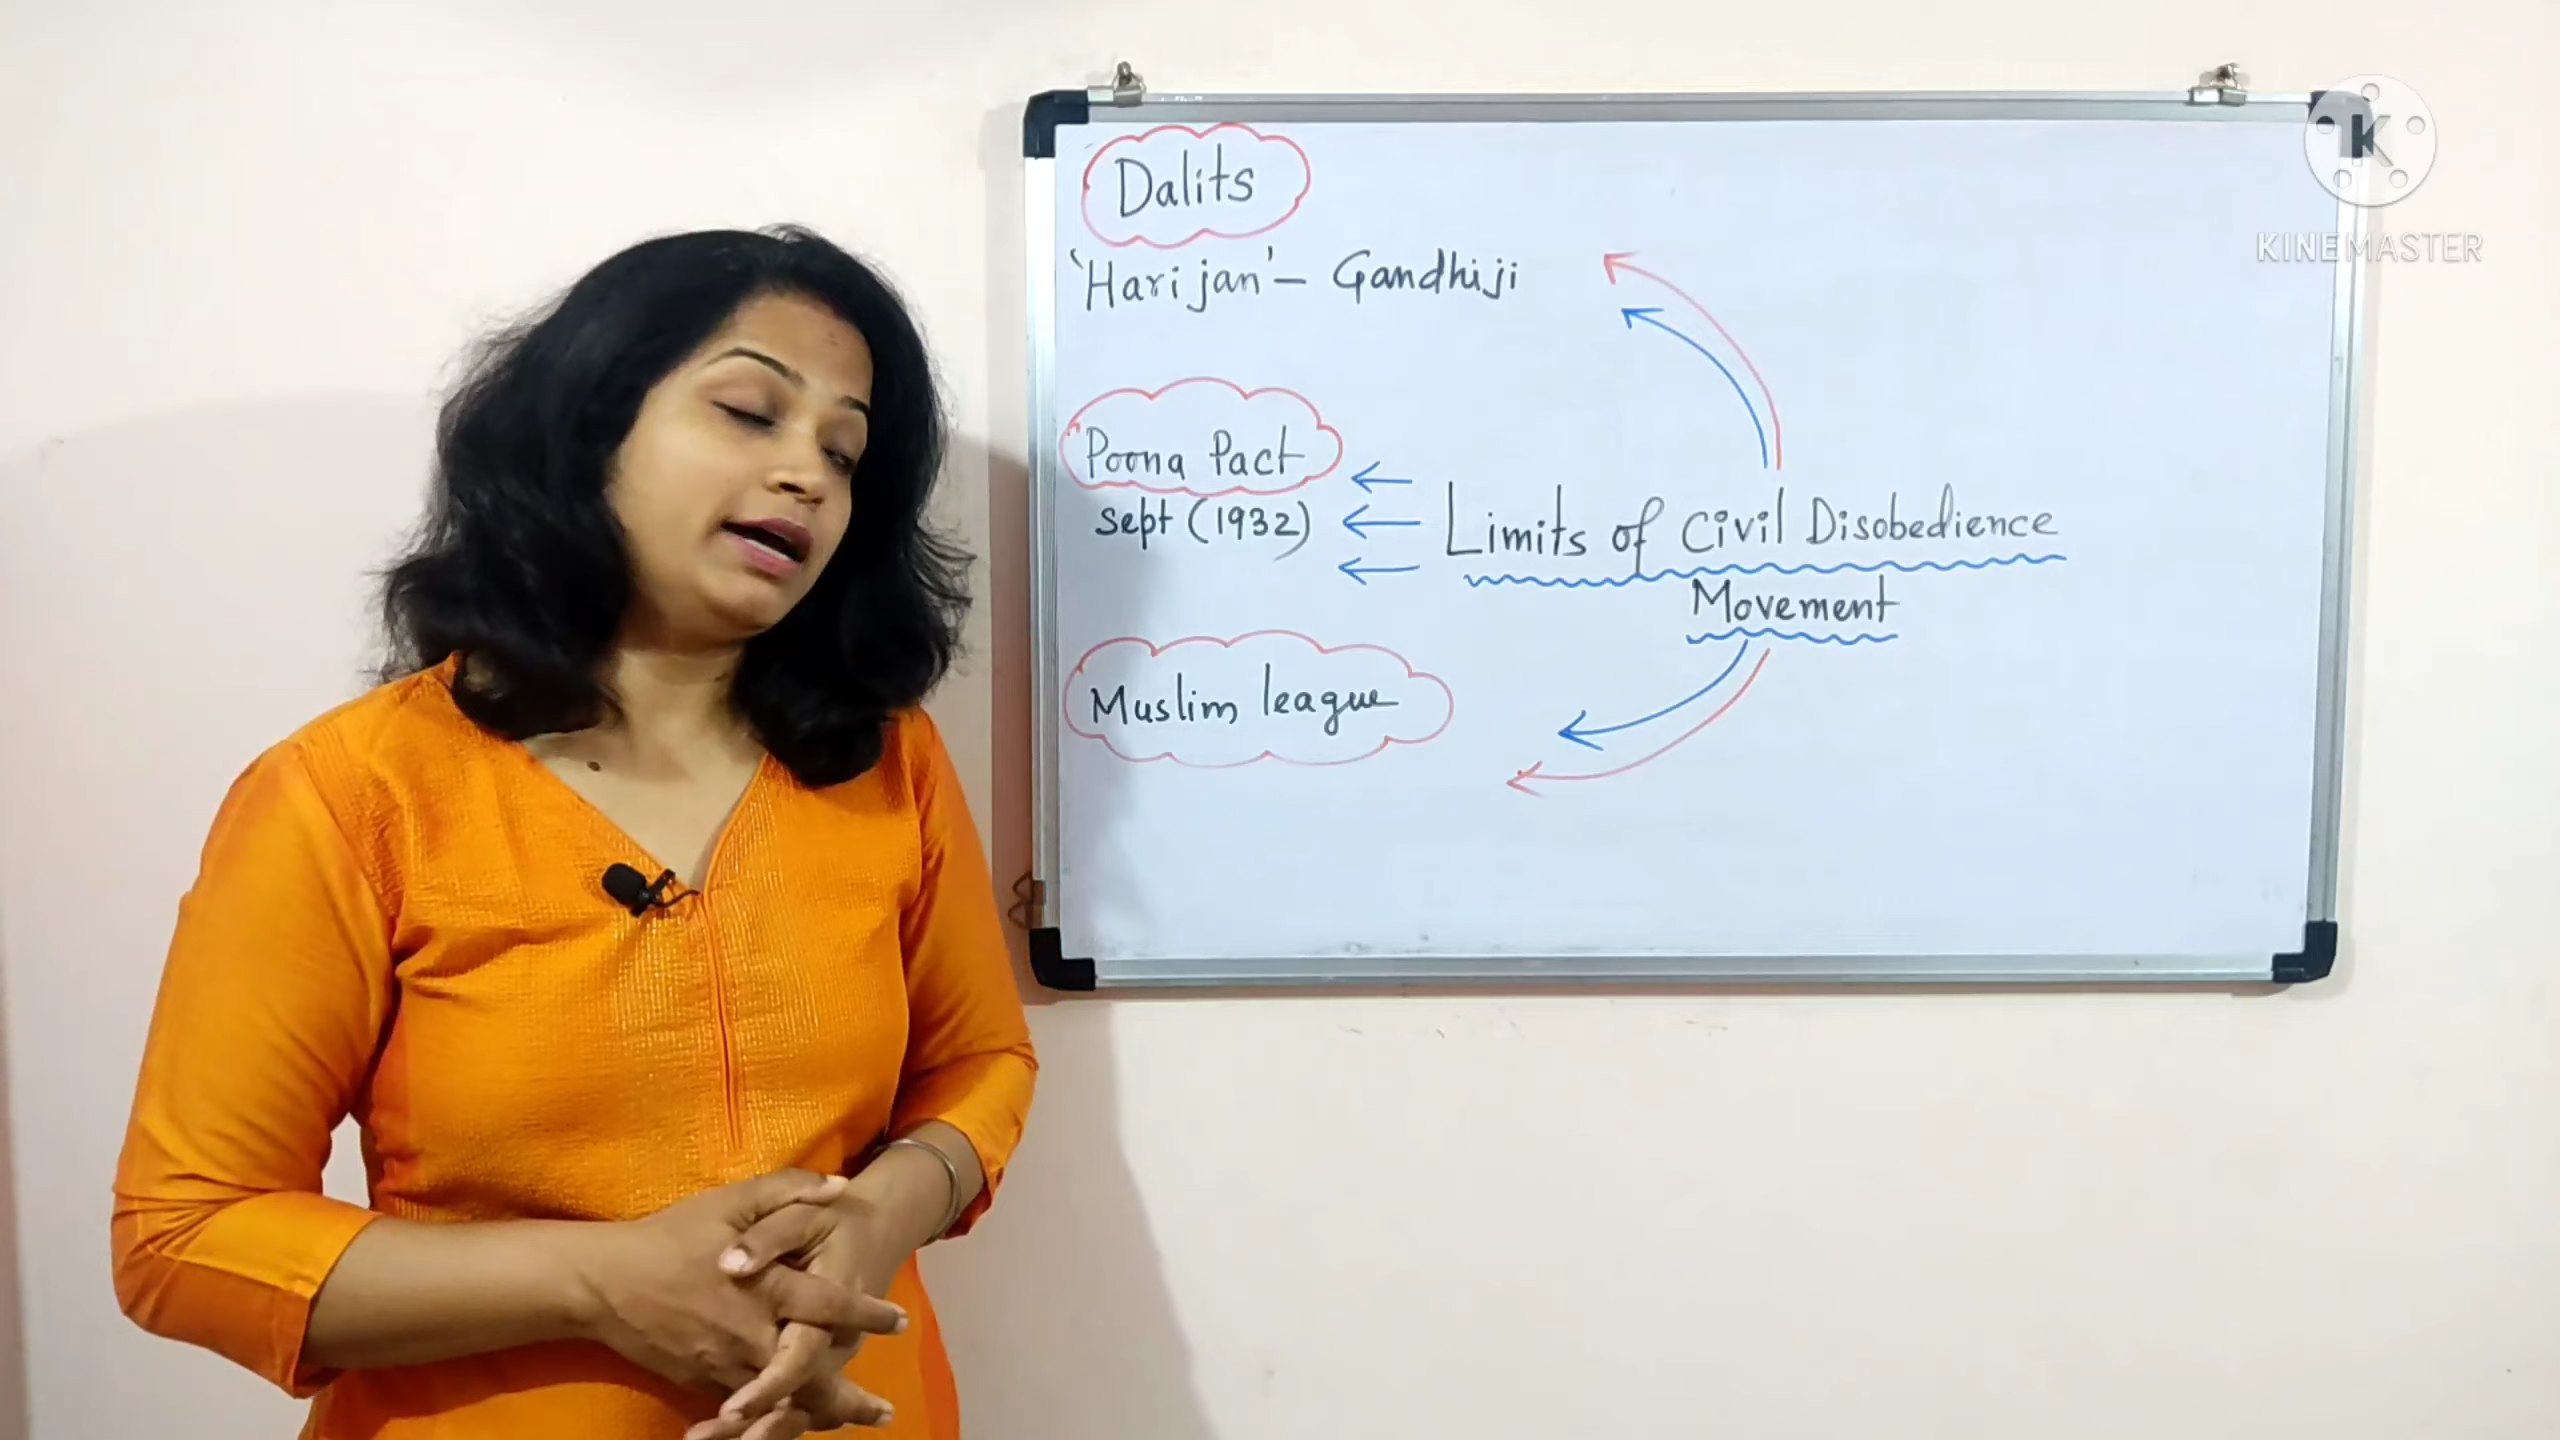 Dalits
'Harijan' - Gandhiji
Poona Pact
sept (1932)
Limits of Civil Disobedience
Movement
Muslim league
K
KINEMASTER